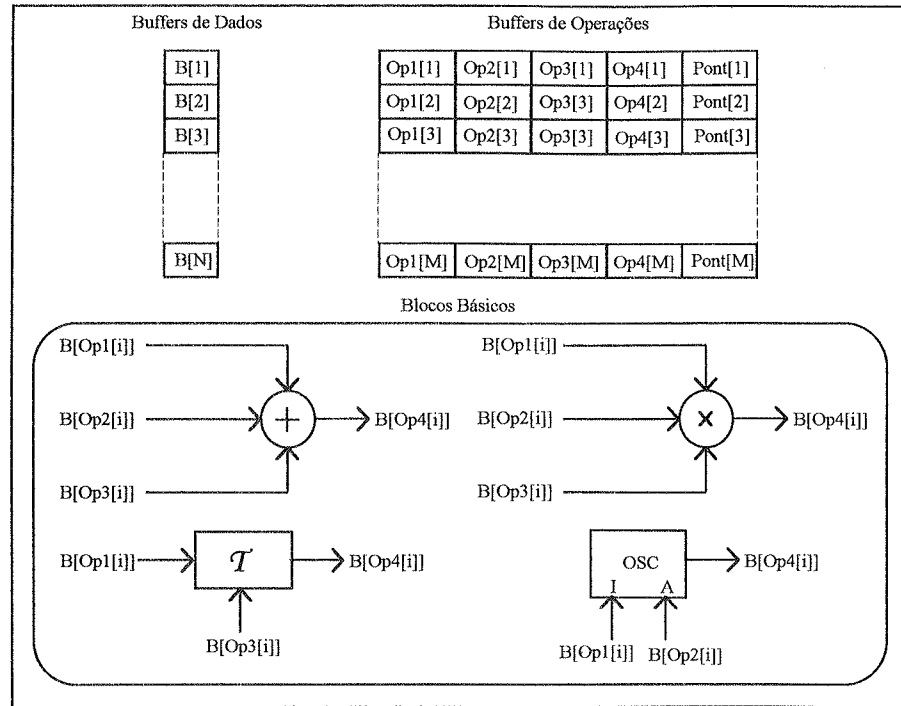 Buffers de Dados Buffers de Operações
B[1] Op1[1] Op2[1] Op3[1] Op4[1] Pont[1]
B[2] Op1[2] Op2[2] Op3[3] Op4[2] Pont[2]
B[3] Op1[3] Op2[3] Op3[3] Op4[3] Pont[3]
B[N] Op1[M] Op2[M] Op3[M] Op4[M] Pont[M]
Blocos Básicos
B[Op1[i]] B[Op1[i]]
B[Op2[i]] + B[Op4[i]] B[Op2[i]] × B[Op4[i]]
B[Op3[i]] B[Op3[i]]
B[Op1[i]] T B[Op4[i]] OSC B[Op4[i]]
I A
B[Op3[i]] B[Op1[i]] B[Op2[i]]